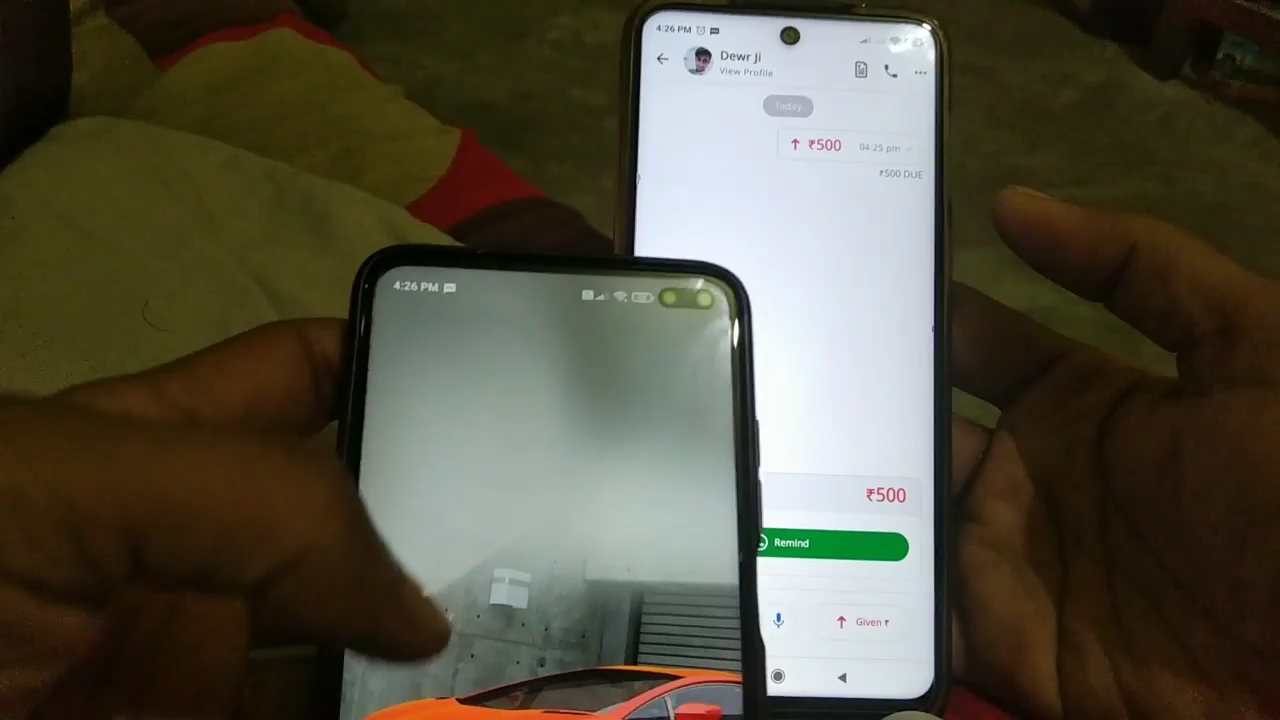 4:26 PM
Dewr Ji
View Profile
Today
↑ ₹500 04:25 pm
₹500 DUE
4:26 PM
₹500
Remind
↑ Given ₹